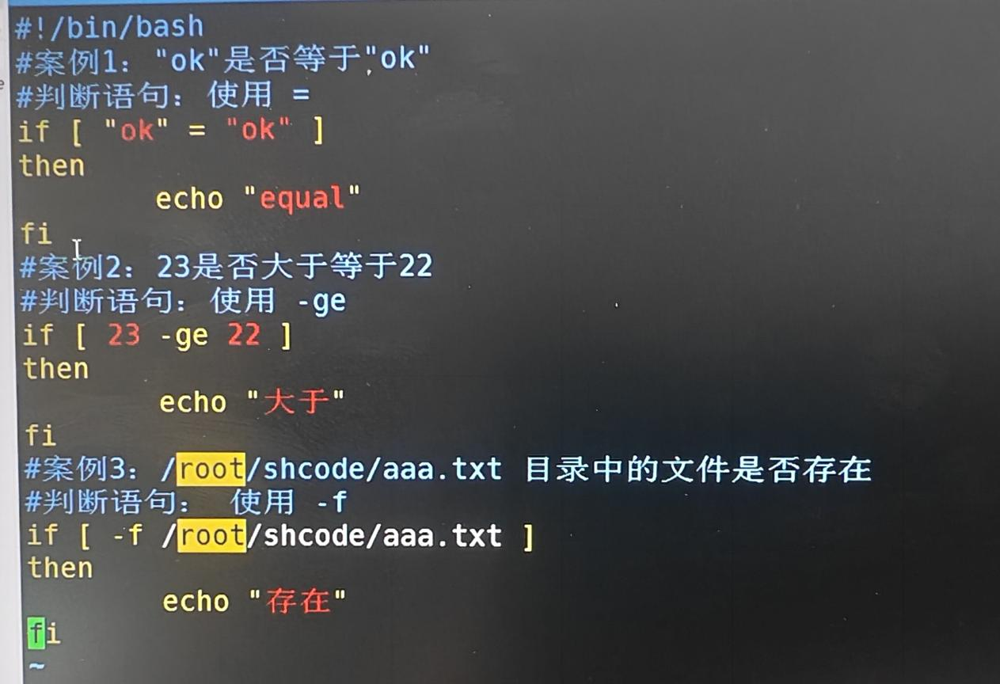 #!/bin/bash
#案例1："ok"是否等于"ok"
#判断语句：使用 =
if [ "ok" = "ok" ]
then
        echo "equal"
fi
#案例2：23是否大于等于22
#判断语句：使用 -ge
if [ 23 -ge 22 ]
then
        echo "大于"
fi
#案例3：/root/shcode/aaa.txt 目录中的文件是否存在
#判断语句： 使用 -f
if [ -f /root/shcode/aaa.txt ]
then
        echo "存在"
fi
~